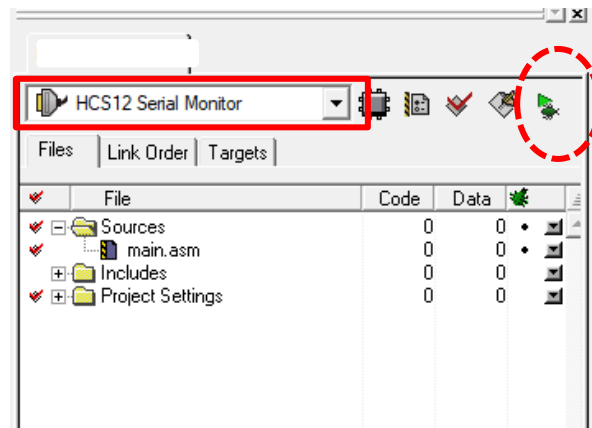 HCS12 Serial Monitor
Files Link Order Targets
File Code Data
Sources 0 0
main.asm 0 0
Includes 0 0
Project Settings 0 0